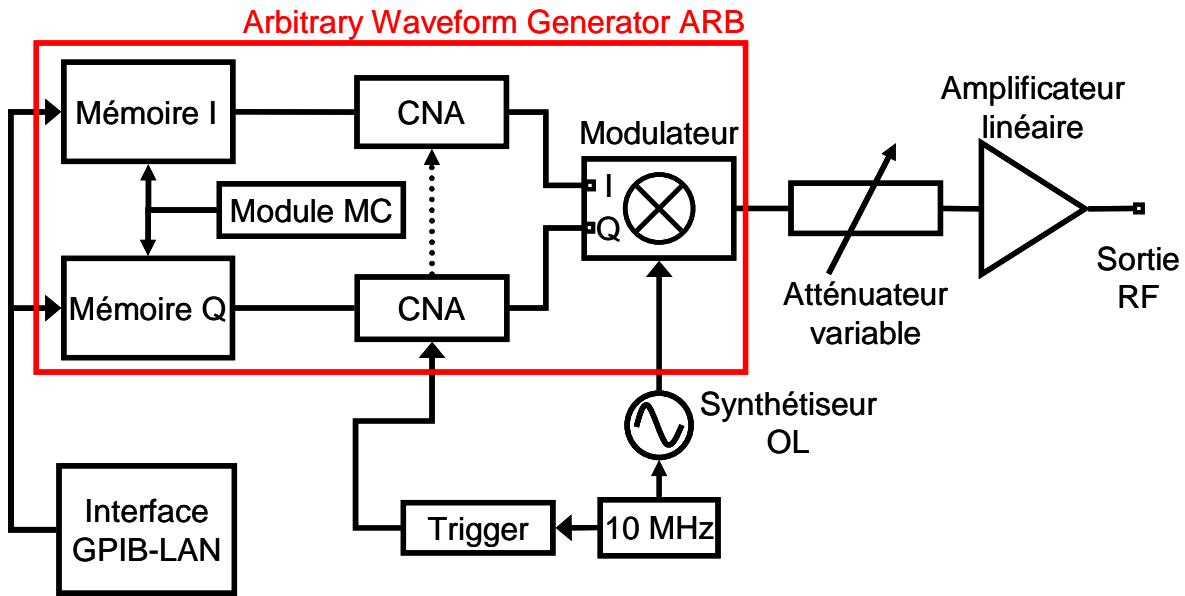 Arbitrary Waveform Generator ARB
Mémoire I
CNA
Modulateur
I
Q
Module MC
Mémoire Q
CNA
Amplificateur
linéaire
Atténuateur
variable
Sortie
RF
Synthétiseur
OL
Interface
GPIB-LAN
Trigger
10 MHz